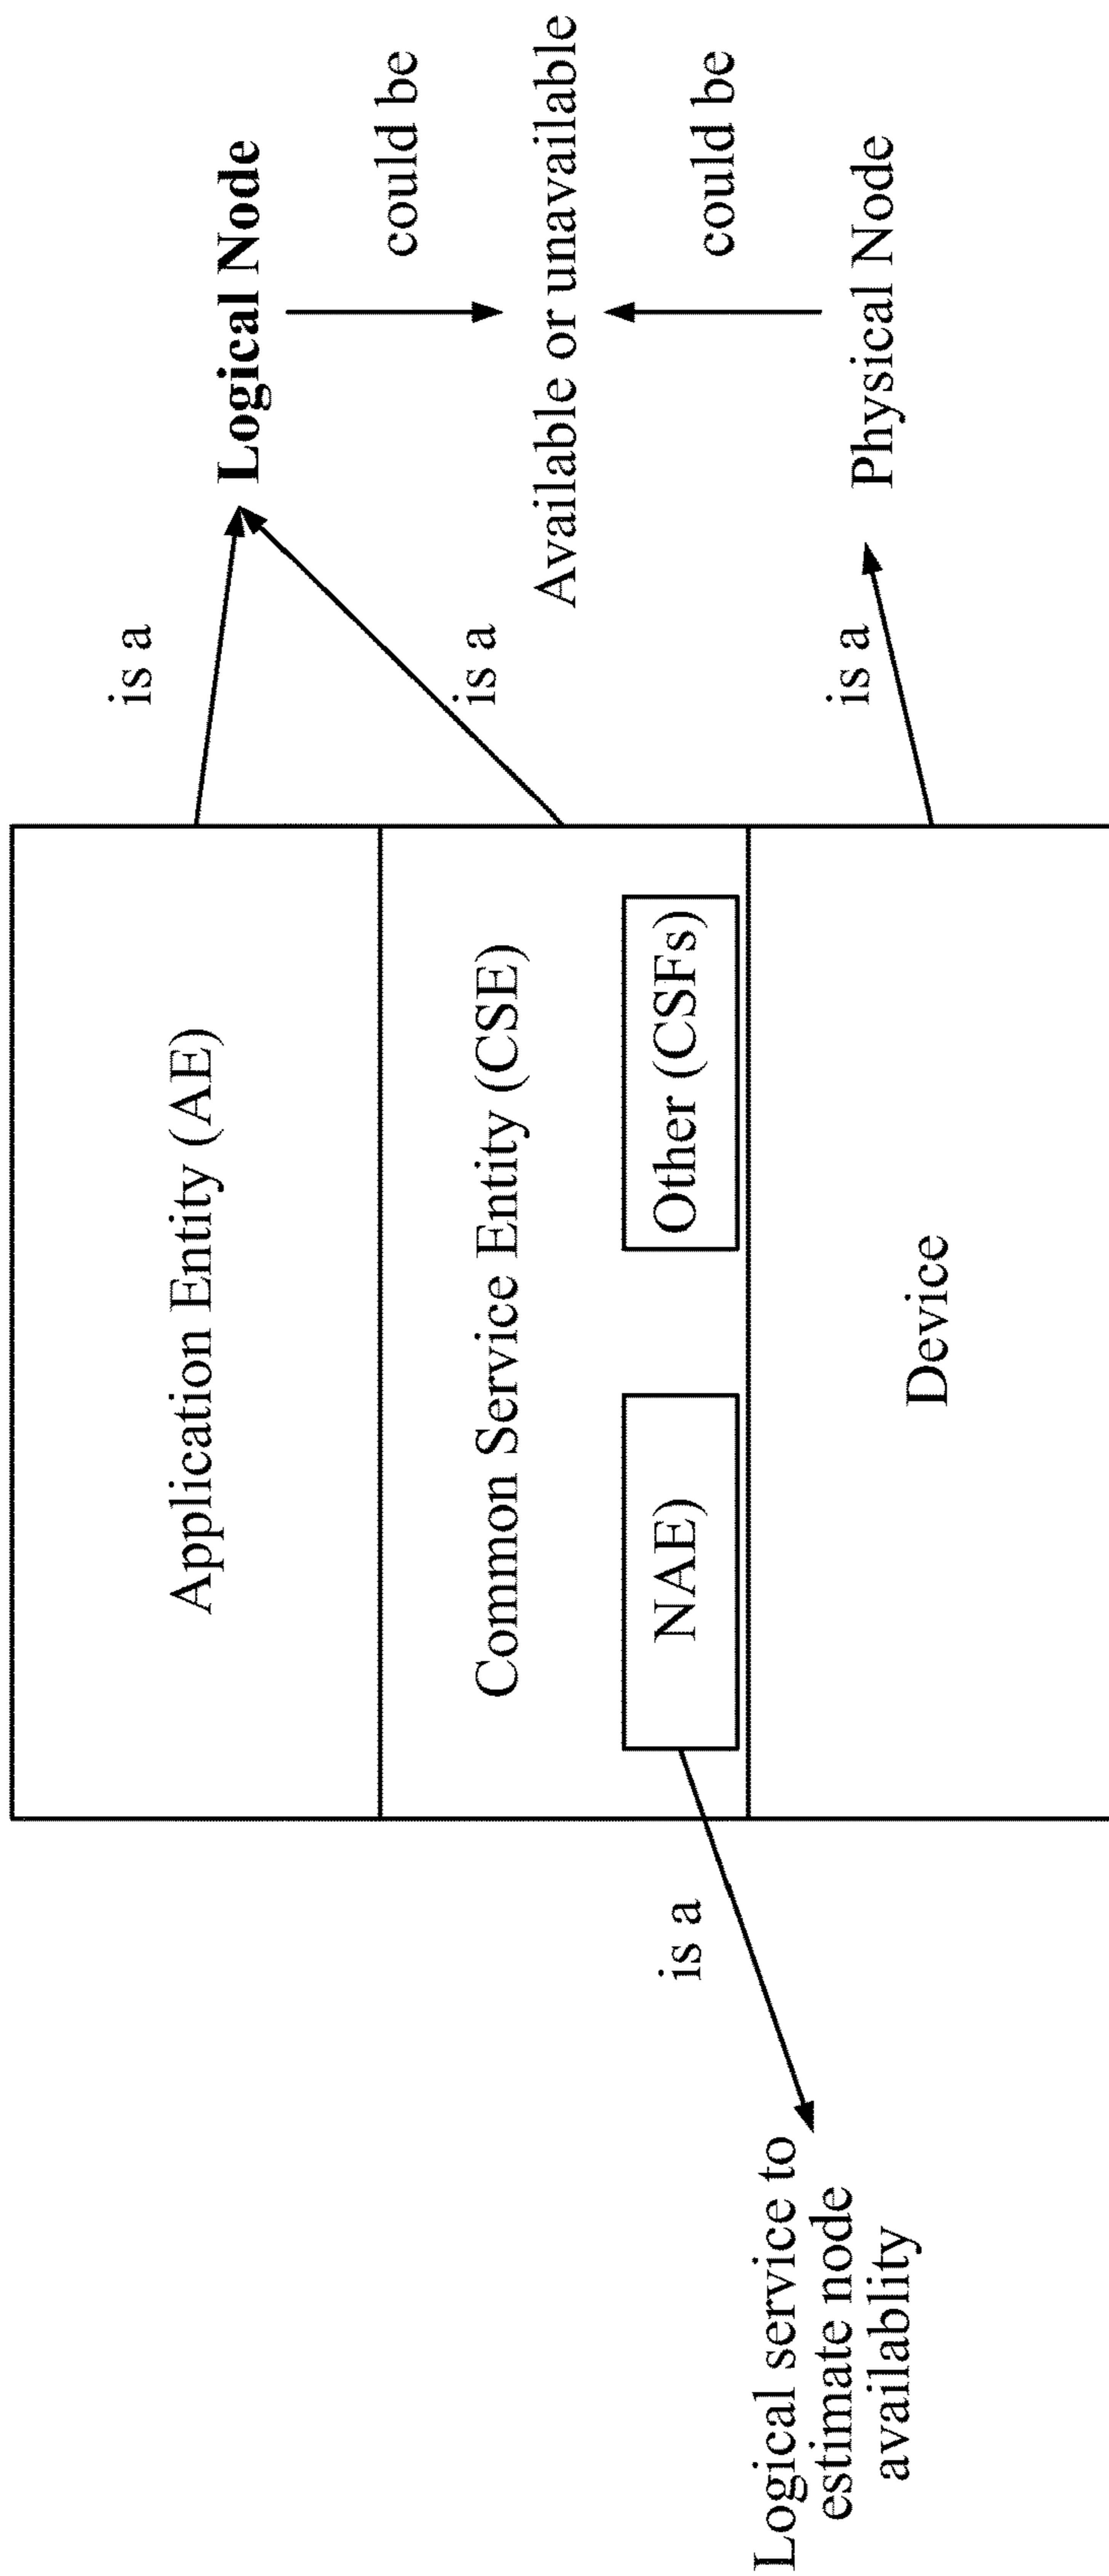 Application Entity (AE)
Common Service Entity (CSE)
NAE)
Other (CSFs)
Device
is a
Logical service to
estimate node
availablity
is a
is a
is a
Logical Node
could be
Available or unavailable
could be
Physical Node